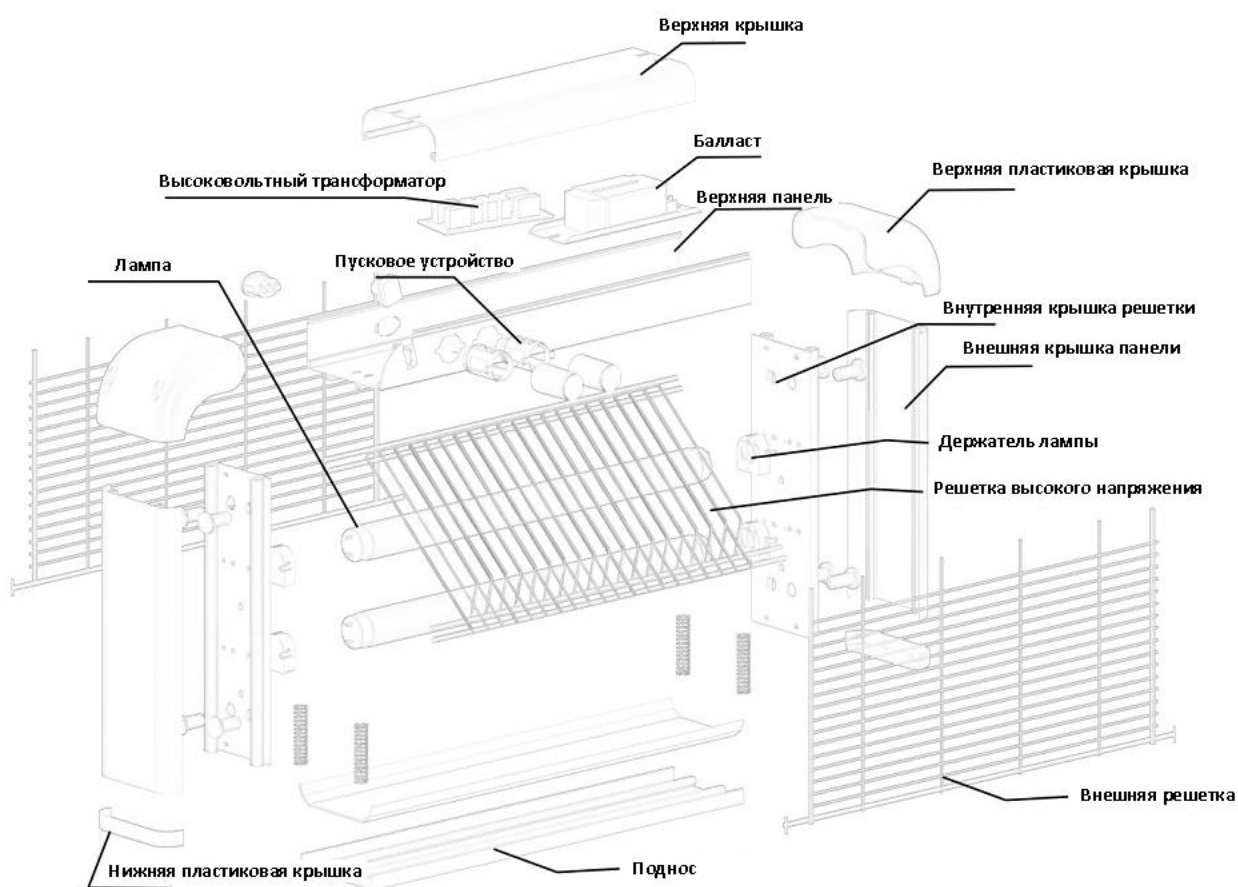 Верхняя крышка
Балласт
Верхняя пластиковая крышка
Высоковольтный трансформатор
Верхняя панель
Лампа
Пусковое устройство
Внутренняя крышка решетки
Внешняя крышка панели
Держатель лампы
Решетка высокого напряжения
Внешняя решетка
Нижняя пластиковая крышка
Поднос